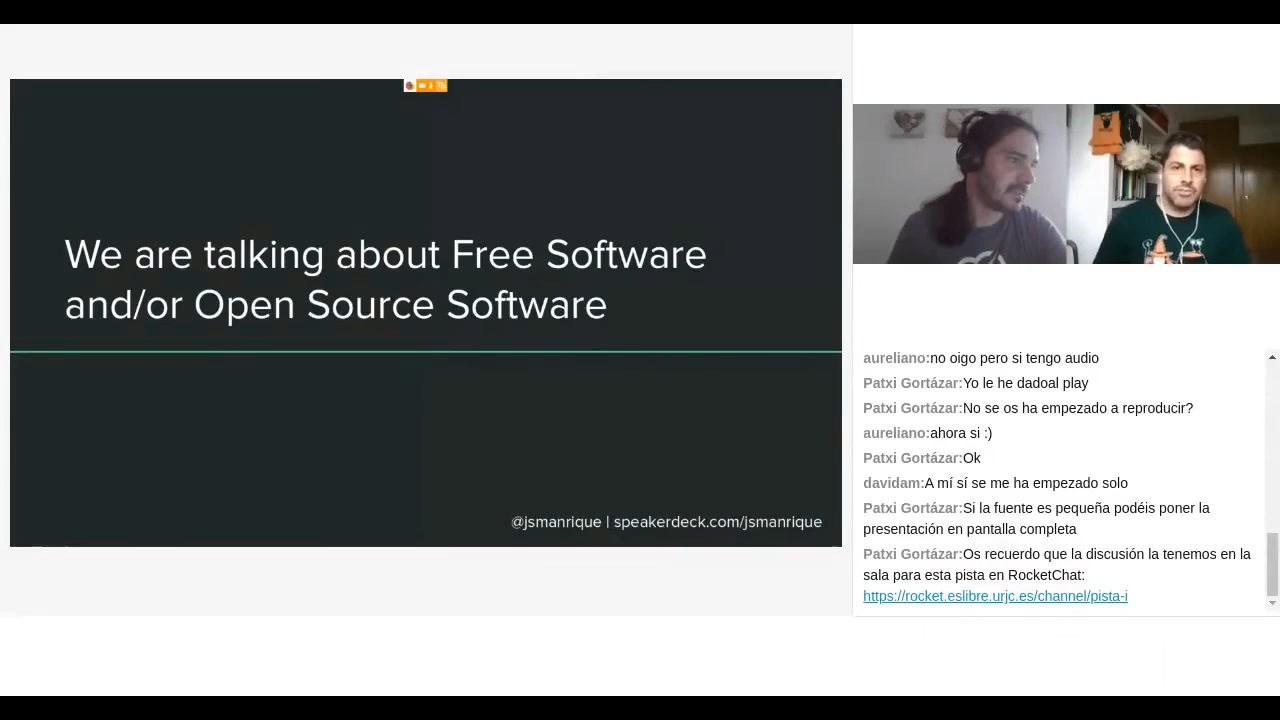 We are talking about Free Software
and/or Open Source Software
@jsmanrique | speakerdeck.com/jsmanrique
aureliano:no oigo pero si tengo audio
Patxi Gortázar:Yo le he dadoal play
Patxi Gortázar:No se os ha empezado a reproducir?
aureliano:ahora si :)
Patxi Gortázar:Ok
davidam:A mí sí se me ha empezado solo
Patxi Gortázar:Si la fuente es pequeña podéis poner la
presentación en pantalla completa
Patxi Gortázar:Os recuerdo que la discusión la tenemos en la
sala para esta pista en RocketChat:
https://rocket.eslibre.urjc.es/channel/pista-i